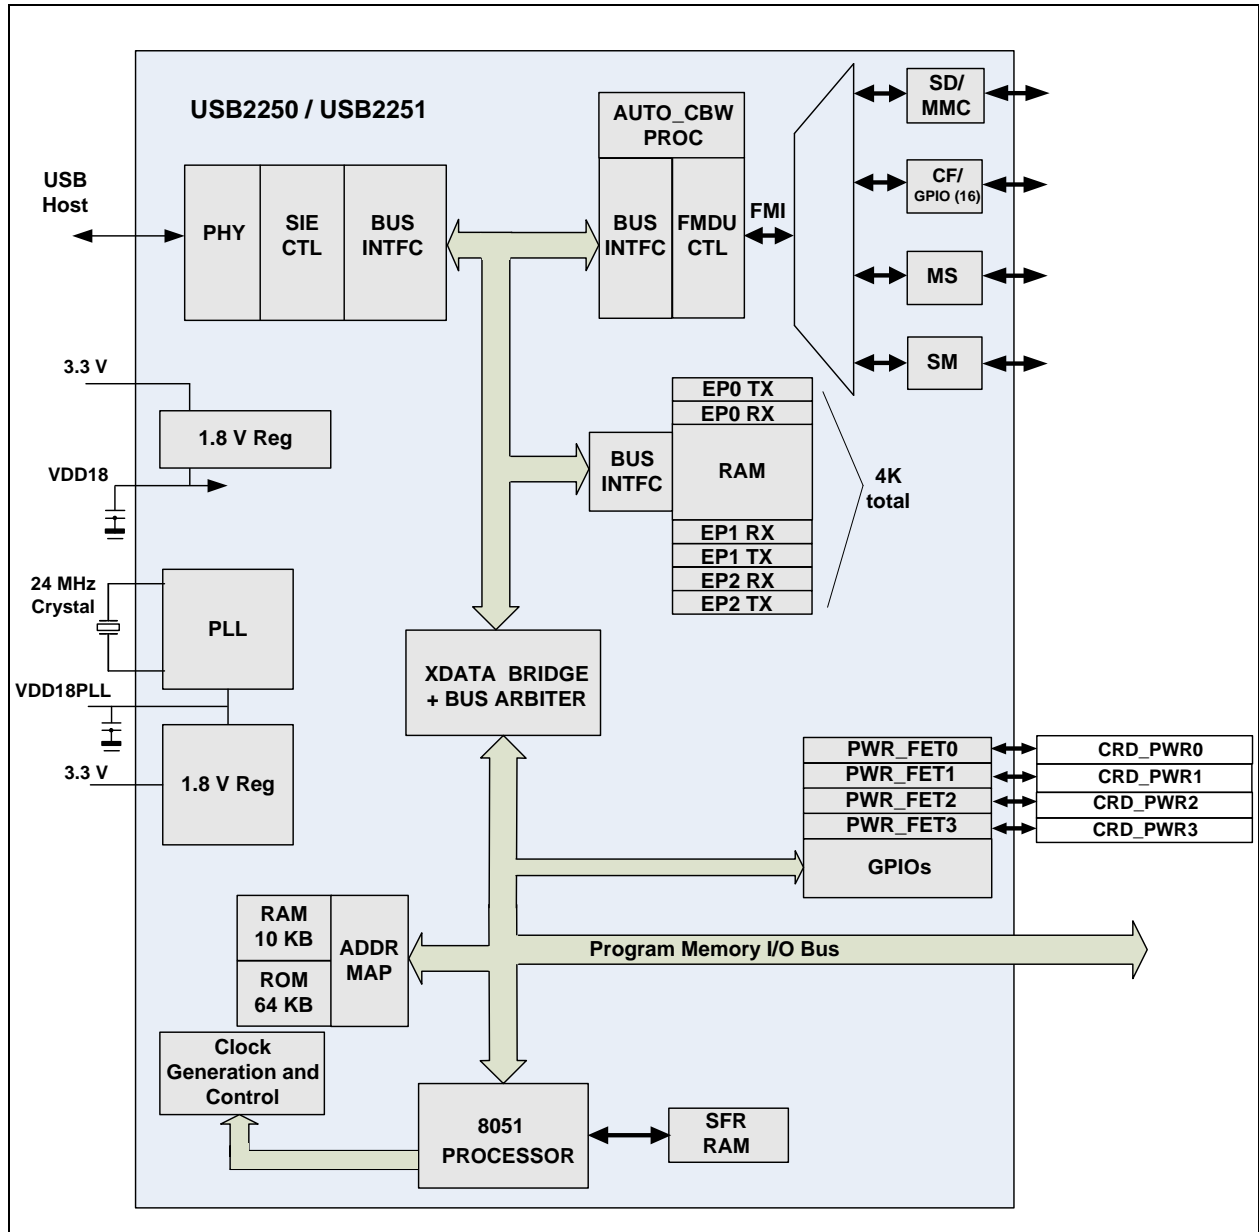 USB2250 / USB2251
USB
Host
PHY
SIE
CTL
BUS
INTFC
AUTO_CBW
PROC
BUS
INTFC
FMDU
CTL
FMI
SD/
MMC
CF/
GPIO (16)
MS
SM
3.3 V
1.8 V Reg
VDD18
EP0 TX
EP0 RX
RAM
EP1 RX
EP1 TX
EP2 RX
EP2 TX
BUS
INTFC
4K
total
24 MHz
Crystal
PLL
VDD18PLL
3.3 V
1.8 V Reg
XDATA BRIDGE
+ BUS ARBITER
PWR_FET0
PWR_FET1
PWR_FET2
PWR_FET3
GPIOs
CRD_PWR0
CRD_PWR1
CRD_PWR2
CRD_PWR3
RAM
10 KB
ROM
64 KB
ADDR
MAP
Program Memory I/O Bus
Clock
Generation and
Control
8051
PROCESSOR
SFR
RAM